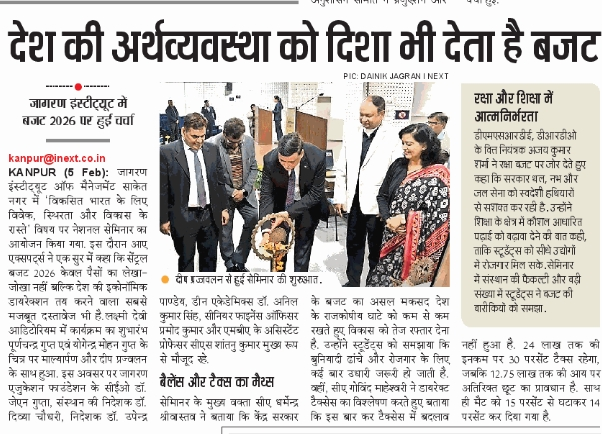 देश की अर्थव्यवस्था को दिशा भी देता है बजट
PIC: DAINIK JAGRAN I NEXT
जागरण इंस्टीट्यूट में
बजट 2026 पर हुई चर्चा
kanpur@inext.co.in
KANPUR (5 Feb): जागरण
इंस्टीट्यूट ऑफ मैनेजमेंट साकेत
नगर में 'विकसित भारत के लिए
विवेक, स्थिरता और विकास के
रास्ते' विषय पर नेशनल सेमिनार का
आयोजन किया गया. इस दौरान आए
एक्सपर्ट्स ने एक सुर में कहा कि सेंट्रल
बजट 2026 केवल पैसों का लेखा-
जोखा नहीं बल्कि देश की इकोनॉमिक
डायरेक्शन तय करने वाला सबसे
मजबूत दस्तावेज भी है. लक्ष्मी देवी
आडिटोरियम में कार्यक्रम का शुभारंभ
पूर्णचन्द्र गुप्त एवं योगेन्द्र मोहन गुप्त के
चित्र पर माल्यार्पण और दीप प्रज्वलन
के साथ हुआ. इस अवसर पर जागरण
एजुकेशन फाउंडेशन के सीईओ डॉ.
जेएन गुप्ता, संस्थान की निदेशक डॉ.
दिव्या चौधरी, निदेशक डॉ. उपेन्द्र
दीप प्रज्वलन से हुई सेमिनार की शुरुआत.
पाण्डेय, डीन एकेडेमिक्स डॉ. अनिल
कुमार सिंह, सीनियर फाइनेंस ऑफिसर
प्रमोद कुमार और एमबीए के असिस्टेंट
प्रोफेसर सीएस शांतनु कुमार मुख्य रूप
से मौजूद रहे.
बैलेंस और टैक्स का मैथ्स
सेमिनार के मुख्य वक्ता सीए धर्मेन्द्र
श्रीवास्तव ने बताया कि केंद्र सरकार
के बजट का असल मकसद देश
के राजकोषीय घाटे को कम से कम
रखते हुए विकास को तेज रफ्तार देना
है. उन्होंने स्टूडेंट्स को समझाया कि
बुनियादी ढांचे और रोजगार के लिए
कई बार उधारी जरूरी हो जाती है.
वहीं, सीए गोविंद माहेश्वरी ने डायरेक्ट
टैक्सेस का विश्लेषण करते हुए बताया
कि इस बार कर टैक्सेस में बदलाव
नहीं हुआ है. 24 लाख तक की
इनकम पर 30 परसेंट टैक्स रहेगा,
जबकि 12.75 लाख तक की आय पर
अतिरिक्त छूट का प्रावधान है. साथ
ही मैट को 15 परसेंट से घटाकर 14
परसेंट कर दिया गया है.
रक्षा और शिक्षा में
आत्मनिर्भरता
डीएमएसआरडीई, डीआरडीओ
के वित्त नियंत्रक अजय कुमार
शर्मा ने रक्षा बजट पर जोर देते हुए
कहा कि सरकार थल, नभ और
जल सेना को स्वदेशी हथियारों
से सशक्त कर रही है. उन्होंने
शिक्षा के क्षेत्र में कौशल आधारित
पढ़ाई को बढ़ावा देने की बात कही,
ताकि स्टूडेंट्स को सीधे उद्योगों
में रोजगार मिल सके. सेमिनार
में संस्थान की फैकल्टी और बड़ी
संख्या में स्टूडेंट्स ने बजट की
बारीकियों को समझा.